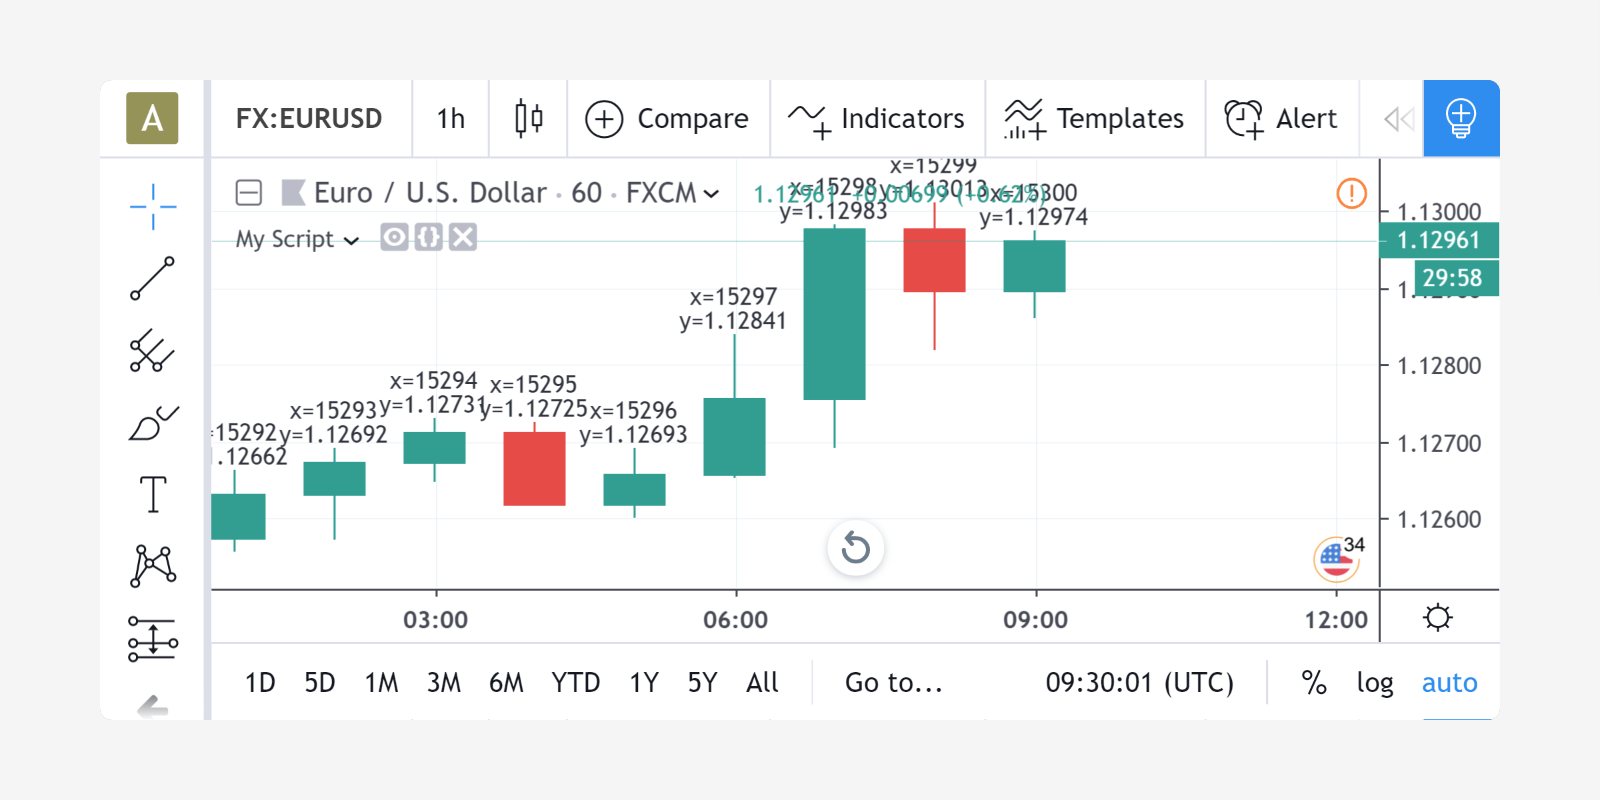 A
FX:EURUSD
1h
Compare
Indicators
Templates
Alert
Euro / U.S. Dollar · 60 · FXCM
1.12961 +0.00699 (+0.62%)
My Script
{}
x=15299
y=1.13013
x=15298
y=1.12983
x=15300
y=1.12974
x=15297
y=1.12841
x=15294
y=1.12731
x=15295
y=1.12725
x=15293
y=1.12692
x=15296
y=1.12693
=15292
.12662
1.13000
1.12961
29:58
1.12900
1.12800
1.12700
1.12600
34
03:00
06:00
09:00
12:00
1D 5D 1M 3M 6M YTD 1Y 5Y All
Go to...
09:30:01 (UTC)
% log auto